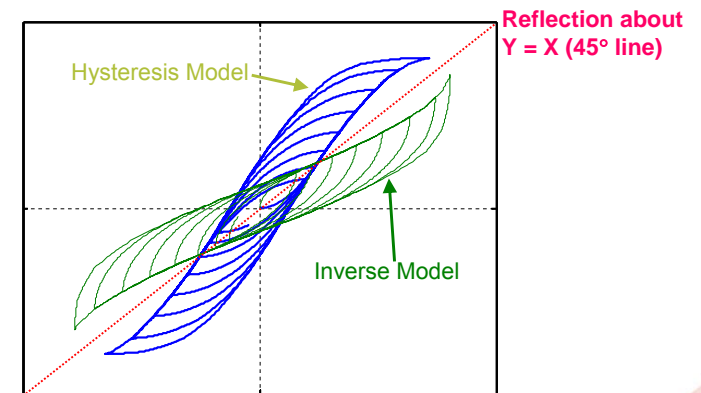 Reflection about
Y = X (45° line)
Hysteresis Model
Inverse Model